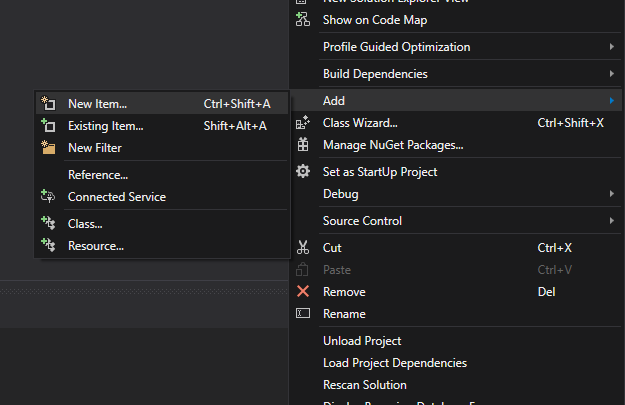 New Solution Explorer View
Show on Code Map
Profile Guided Optimization
Build Dependencies
Add
New Item... Ctrl+Shift+A
Existing Item... Shift+Alt+A
New Filter
Reference...
Connected Service
Class...
Resource...
Class Wizard... Ctrl+Shift+X
Manage NuGet Packages...
Set as StartUp Project
Debug
Source Control
Cut Ctrl+X
Paste Ctrl+V
Remove Del
Rename
Unload Project
Load Project Dependencies
Rescan Solution
Display Browsing Database